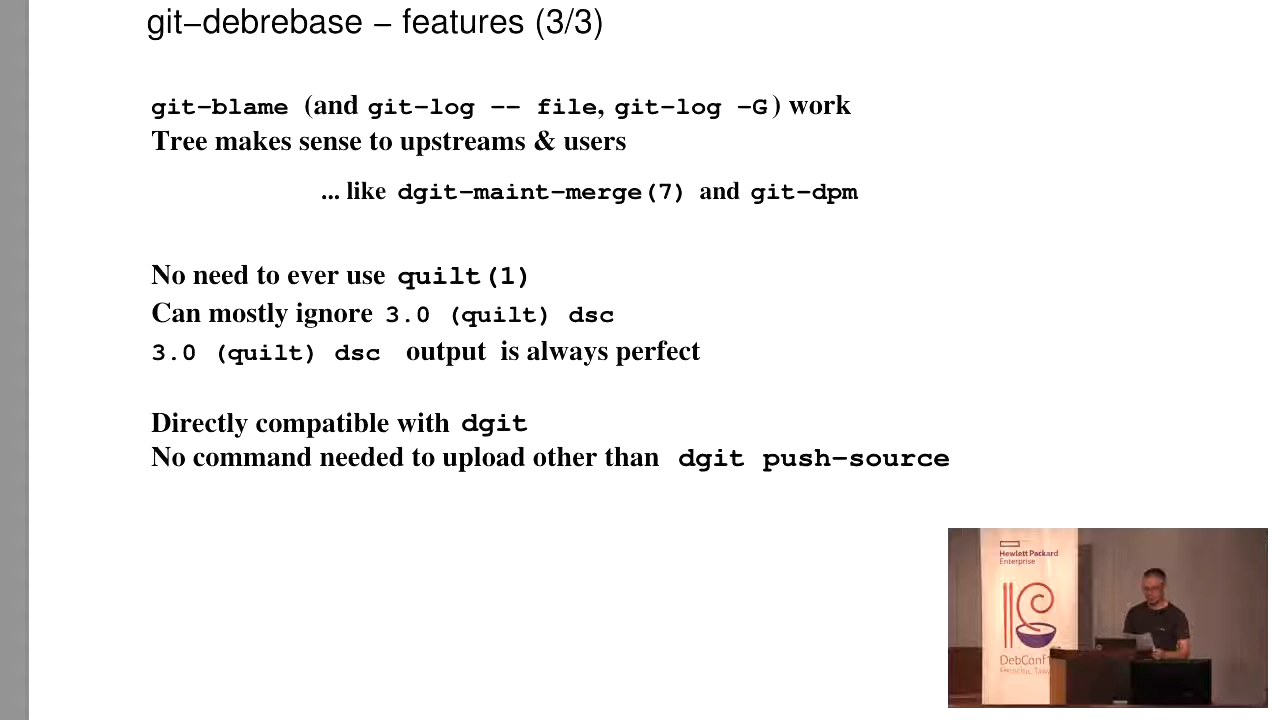 git−debrebase − features (3/3)
git−blame (and git−log −− file, git−log −G) work
Tree makes sense to upstreams & users
... like dgit−maint−merge(7) and git−dpm
No need to ever use quilt(1)
Can mostly ignore 3.0 (quilt) dsc
3.0 (quilt) dsc output is always perfect
Directly compatible with dgit
No command needed to upload other than dgit push−source
Hewlett Packard
Enterprise
DebConf